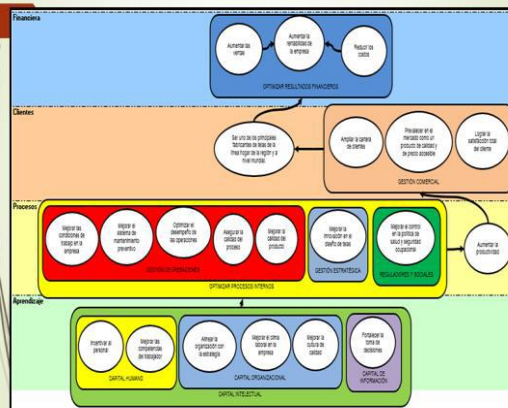 Financiera
Aumentar las
ventas
Aumentar la
rentabilidad de
la empresa
Reducir los
costos
OPTIMIZAR RESULTADOS FINANCIEROS
Clientes
Ser uno de los principales
fabricantes de telas de la
línea hogar de la región y a
nivel mundial.
Ampliar la cartera
de clientes
Prevalecer en el
mercado como un
producto de calidad y
de precio accesible
Lograr la
satisfacción total
del cliente
GESTIÓN COMERCIAL
Procesos
Mejorar las
condiciones de
trabajo en la
empresa
Mejorar el
sistema de
mantenimiento
preventivo
Optimizar el
desempeño de
las operaciones
Asegurar la
calidad del
proceso
Mejorar la
calidad del
producto
GESTIÓN DE OPERACIONES
Mejorar la
innovación en el
diseño de telas
GESTIÓN ESTRATÉGICA
Mejorar el control
en la política de
salud y seguridad
ocupacional
REGULADORES Y SOCIALES
Aumentar la
productividad
OPTIMIZAR PROCESOS INTERNOS
Aprendizaje
Incentivar al
personal
Mejorar las
competencias
del trabajador
CAPITAL HUMANO
Alinear la
organización con
la estrategia
Mejorar el clima
laboral en la
empresa
Mejorar la
cultura de
calidad
CAPITAL ORGANIZACIONAL
Fortalecer la
toma de
decisiones
CAPITAL DE
INFORMACIÓN
CAPITAL INTELECTUAL